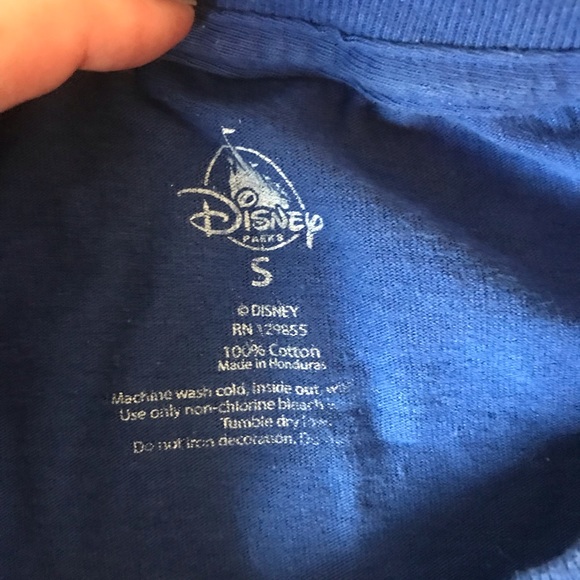 Disney
PARKS
S
© DISNEY
RN 129855
100% Cotton
Made in Honduras
Machine wash cold, inside out,
Use only non-chlorine bleach
Tumble dry
Do not iron decoration.